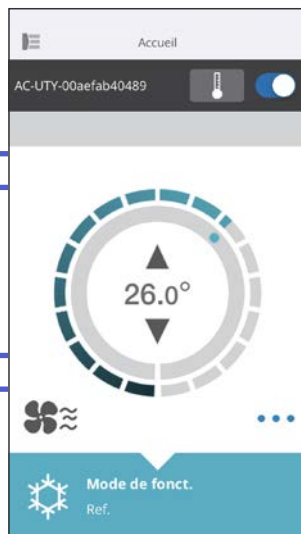 Accueil
AC-UTY-00aefab40489
26.0°
Mode de fonct.
Ref.